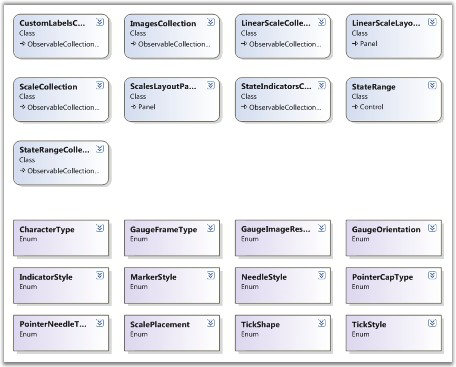 CustomLabelsC...
Class
ObservableCollection...
ImagesCollection
Class
ObservableCollection...
LinearScaleColle...
Class
ObservableCollection...
LinearScaleLayo...
Class
Panel
ScaleCollection
Class
ObservableCollection...
ScalesLayoutPa...
Class
Panel
StateIndicatorsC...
Class
ObservableCollection...
StateRange
Class
Control
StateRangeColle...
Class
ObservableCollection...
CharacterType
Enum
GaugeFrameType
Enum
GaugeImageRes...
Enum
GaugeOrientation
Enum
IndicatorStyle
Enum
MarkerStyle
Enum
NeedleStyle
Enum
PointerCapType
Enum
PointerNeedleT...
Enum
ScalePlacement
Enum
TickShape
Enum
TickStyle
Enum